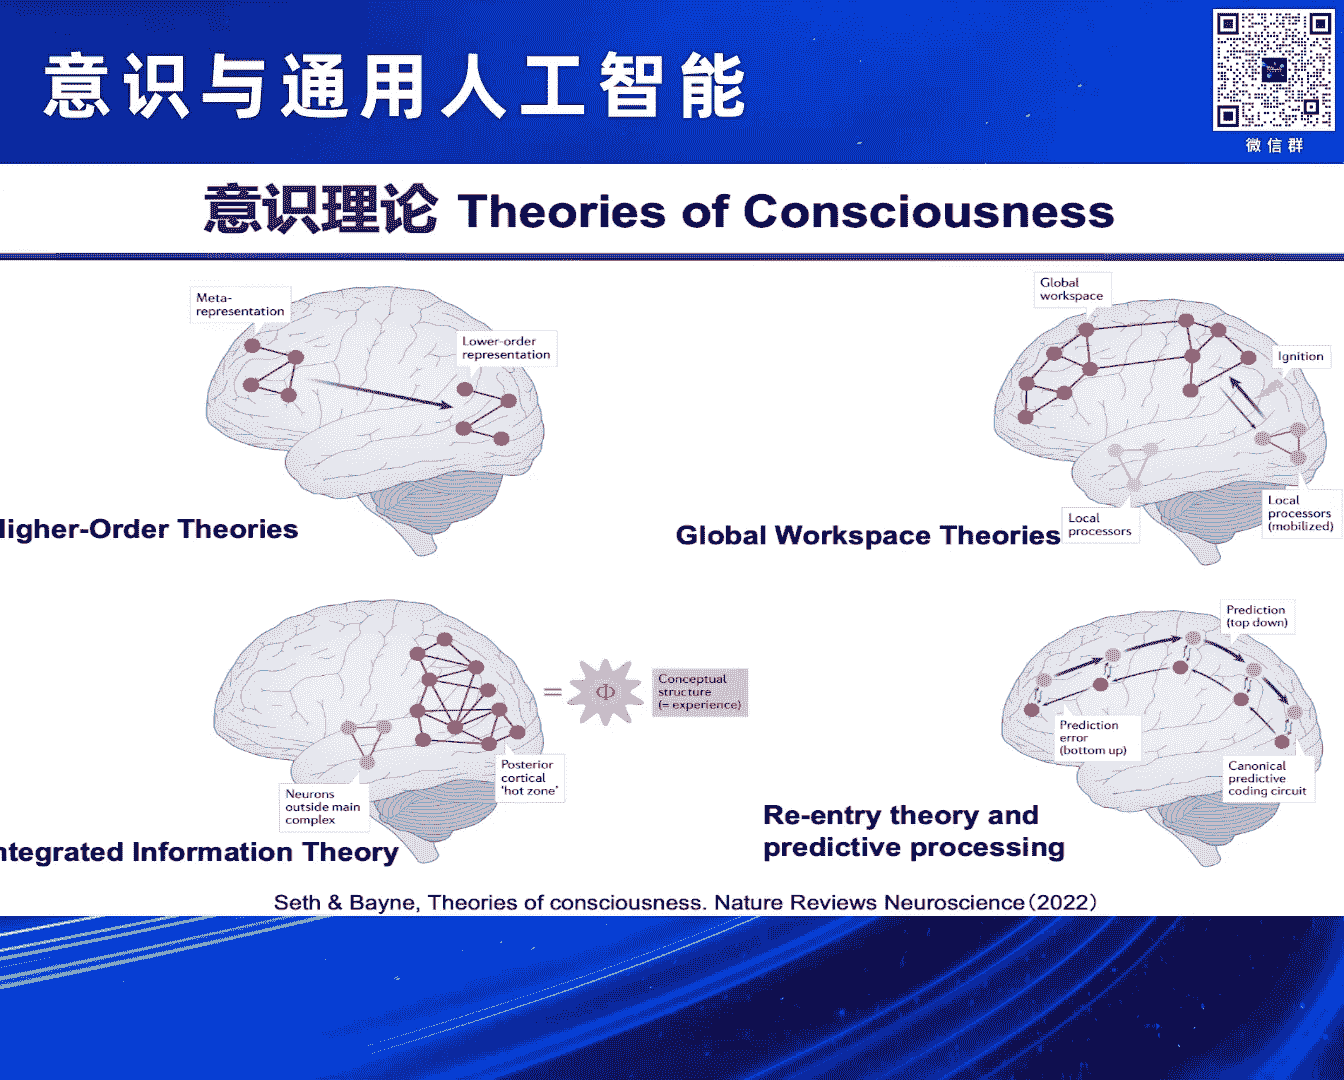 意识与通用人工智能
微信群
意识理论 Theories of Consciousness
Meta-
representation
Lower-order
representation
igher-Order Theories
Global
workspace
Ignition
Local
processors
Local
processors
(mobilized)
Global Workspace Theories
Φ
=
Conceptual
structure
(= experience)
Posterior
cortical
‘hot zone’
Neurons
outside main
complex
ntegrated Information Theory
Prediction
(top down)
Prediction
error
(bottom up)
Canonical
predictive
coding circuit
Re-entry theory and
predictive processing
Seth & Bayne, Theories of consciousness. Nature Reviews Neuroscience（2022）